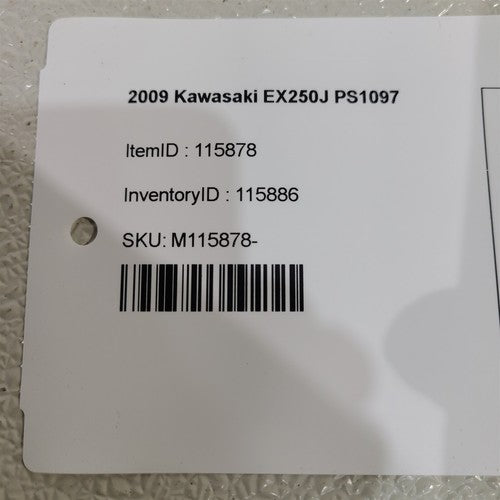 2009 Kawasaki EX250J PS1097
ItemID : 115878
InventoryID : 115886
SKU: M115878-